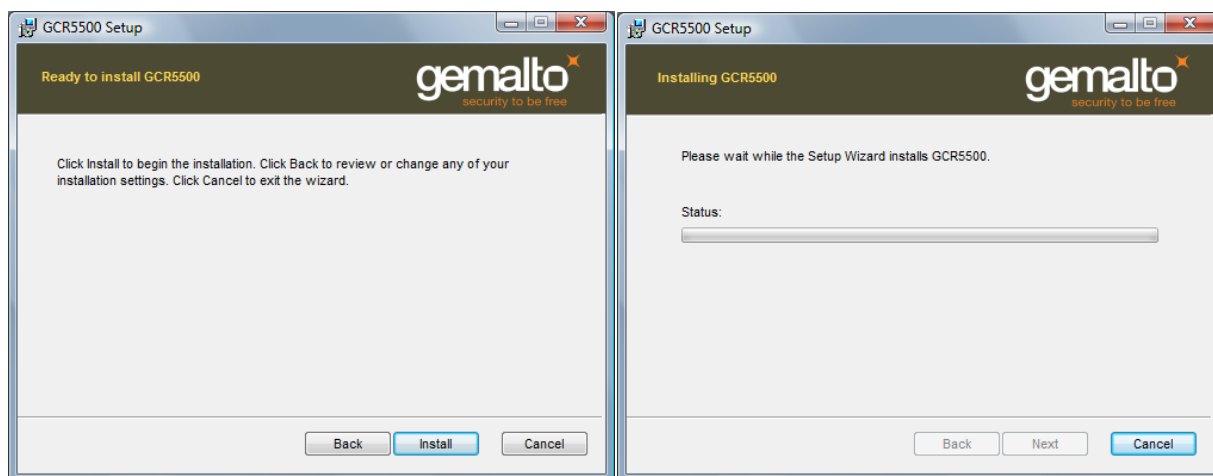 GCR5500 Setup
Ready to install GCR5500
gemalto
security to be free
Click Install to begin the installation. Click Back to review or change any of your
installation settings. Click Cancel to exit the wizard.
Back
Install
Cancel
GCR5500 Setup
Installing GCR5500
gemalto
security to be free
Please wait while the Setup Wizard installs GCR5500.
Status:
Back
Next
Cancel